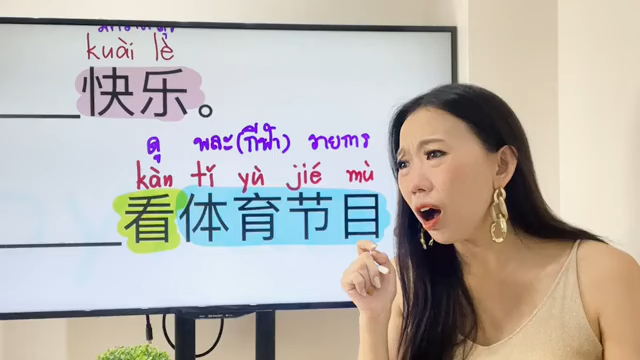 kuài lè
快乐。
ดู พละ(กีฬา) รายการ
kàn tǐ yù jié mù
看体育节目